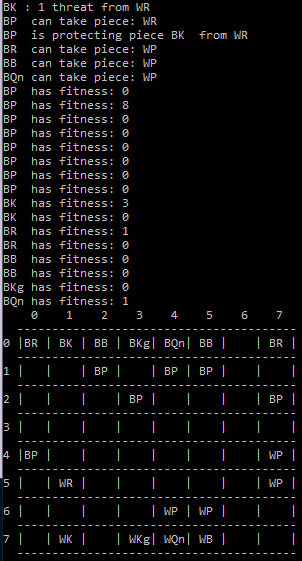 BK : 1 threat from WR
BP  can take piece: WR
BP  is protecting piece BK  from WR
BR  can take piece: WP
BB  can take piece: WP
BQn can take piece: WP
BP  has fitness: 0
BP  has fitness: 8
BP  has fitness: 0
BP  has fitness: 0
BP  has fitness: 0
BP  has fitness: 0
BP  has fitness: 0
BP  has fitness: 0
BK  has fitness: 3
BK  has fitness: 0
BR  has fitness: 1
BR  has fitness: 0
BB  has fitness: 0
BB  has fitness: 0
BKg has fitness: 0
BQn has fitness: 1
0 1 2 3 4 5 6 7
0 |BR | BK | BB | BKg| BQn| BB | | BR |
1 | | | BP | | BP | BP | | |
2 | | | | BP | | | | BP |
3 | | | | | | | | |
4 |BP | | | | | | | WP |
5 | | WR | | | | | | WP |
6 | | | | | WP | WP | | |
7 | | WK | | WKg| WQn| WB | | |